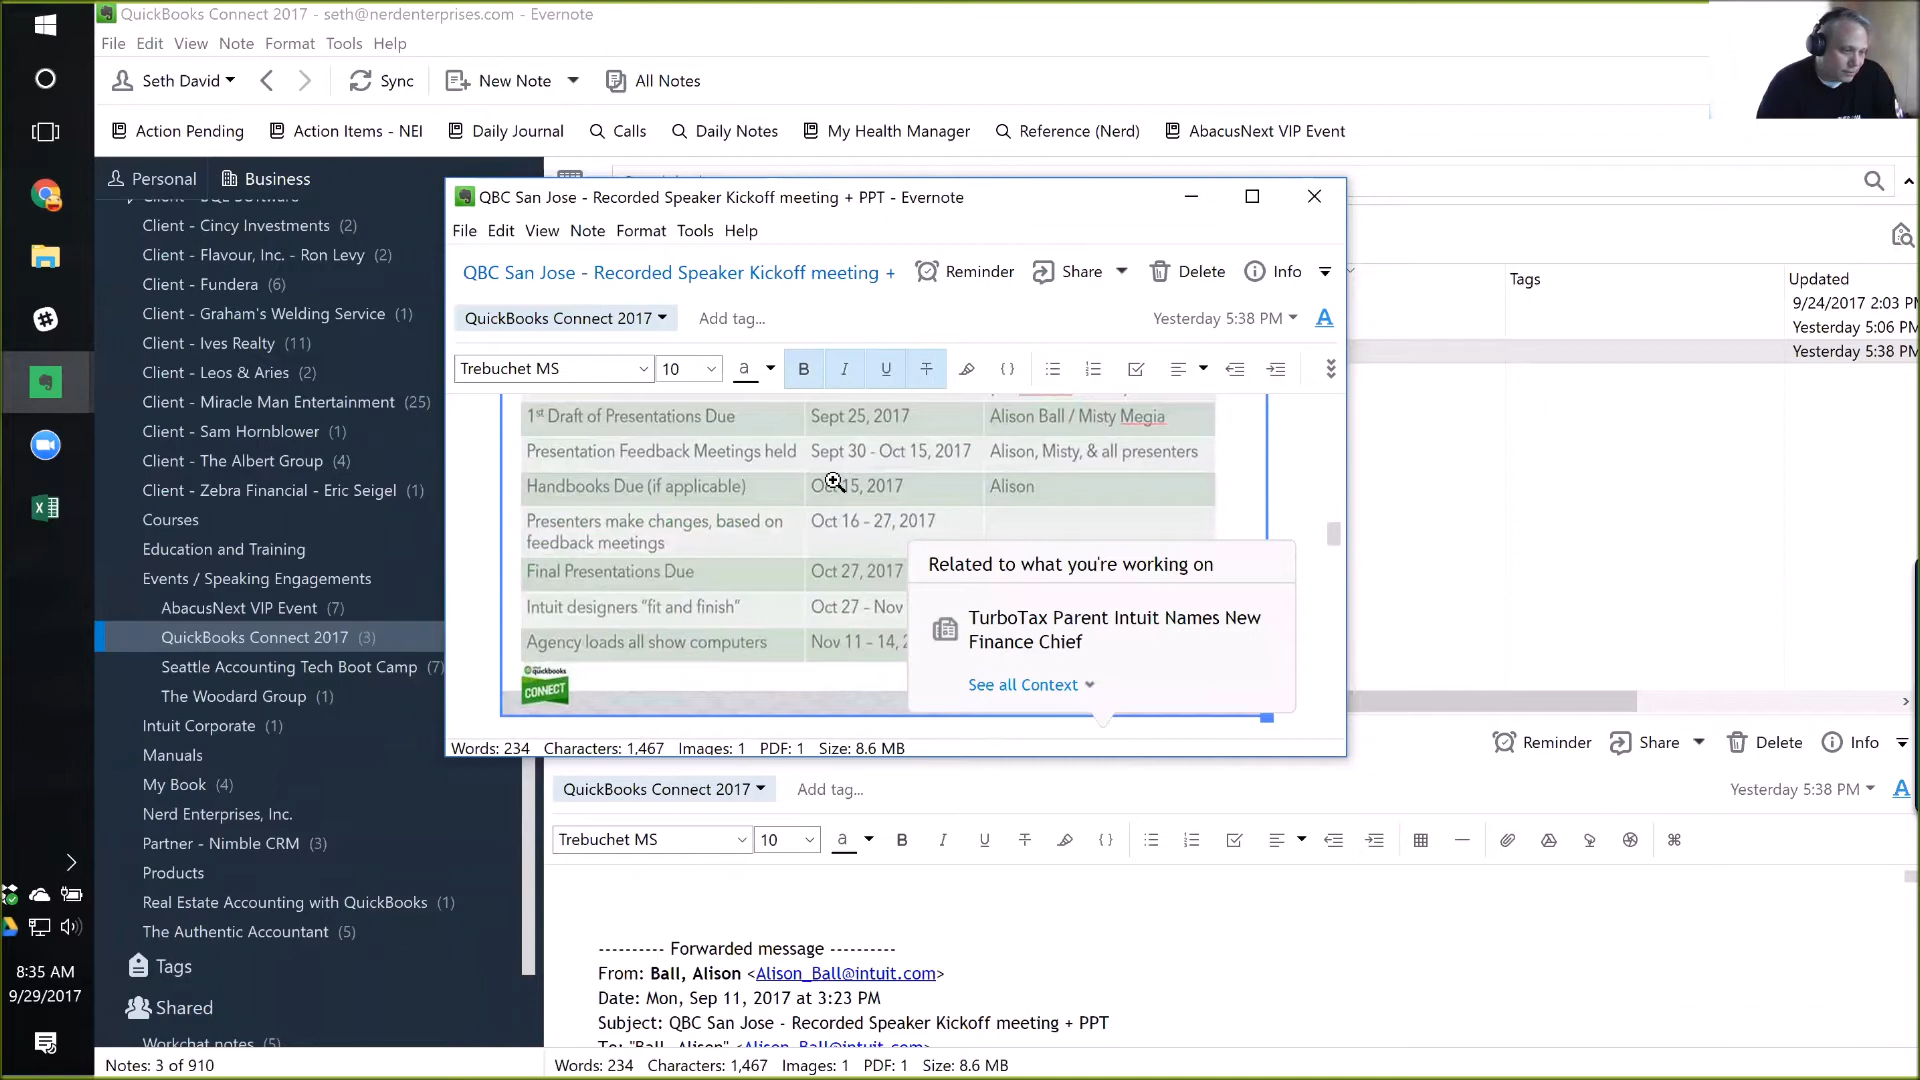 QuickBooks Connect 2017 - seth@nerdenterprises.com - Evernote
File Edit View Note Format Tools Help
Seth David Sync New Note All Notes
Action Pending Action Items - NEI Daily Journal Calls Daily Notes My Health Manager Reference (Nerd) AbacusNext VIP Event
Personal Business
Client - Cincy Investments (2)
Client - Flavour, Inc. - Ron Levy (2)
Client - Fundera (6)
Client - Graham's Welding Service (1)
Client - Ives Realty (11)
Client - Leos & Aries (2)
Client - Miracle Man Entertainment (25)
Client - Sam Hornblower (1)
Client - The Albert Group (4)
Client - Zebra Financial - Eric Seigel (1)
Courses
Education and Training
Events / Speaking Engagements
AbacusNext VIP Event (7)
QuickBooks Connect 2017 (3)
Seattle Accounting Tech Boot Camp (7)
The Woodard Group (1)
Intuit Corporate (1)
Manuals
My Book (4)
Nerd Enterprises, Inc.
Partner - Nimble CRM (3)
Products
Real Estate Accounting with QuickBooks (1)
The Authentic Accountant (5)
Tags
Shared
Workchat notes (5)
Notes: 3 of 910
8:35 AM
9/29/2017
QBC San Jose - Recorded Speaker Kickoff meeting + PPT - Evernote
File Edit View Note Format Tools Help
QBC San Jose - Recorded Speaker Kickoff meeting + Reminder Share Delete Info
QuickBooks Connect 2017 Add tag... Yesterday 5:38 PM A
Trebuchet MS 10 a B I U T
1st Draft of Presentations Due Sept 25, 2017 Alison Ball / Misty Megia
Presentation Feedback Meetings held Sept 30 - Oct 15, 2017 Alison, Misty, & all presenters
Handbooks Due (if applicable) 5, 2017 Alison
Presenters make changes, based on Oct 16 - 27, 2017
feedback meetings
Final Presentations Due Oct 27, 2017
Intuit designers "fit and finish" Oct 27 - Nov
Agency loads all show computers Nov 11 - 14,
quickbooks
CONNECT
Related to what you're working on
TurboTax Parent Intuit Names New
Finance Chief
See all Context
Words: 234 Characters: 1,467 Images: 1 PDF: 1 Size: 8.6 MB
Tags Updated
9/24/2017 2:03 PM
Yesterday 5:06 PM
Yesterday 5:38 PM
Reminder Share Delete Info
QuickBooks Connect 2017 Add tag... Yesterday 5:38 PM A
Trebuchet MS 10 a B I U T
---------- Forwarded message ----------
From: Ball, Alison <Alison_Ball@intuit.com>
Date: Mon, Sep 11, 2017 at 3:23 PM
Subject: QBC San Jose - Recorded Speaker Kickoff meeting + PPT
To: "Ball, Alison" <Alison_Ball@intuit.com>
Words: 234 Characters: 1,467 Images: 1 PDF: 1 Size: 8.6 MB